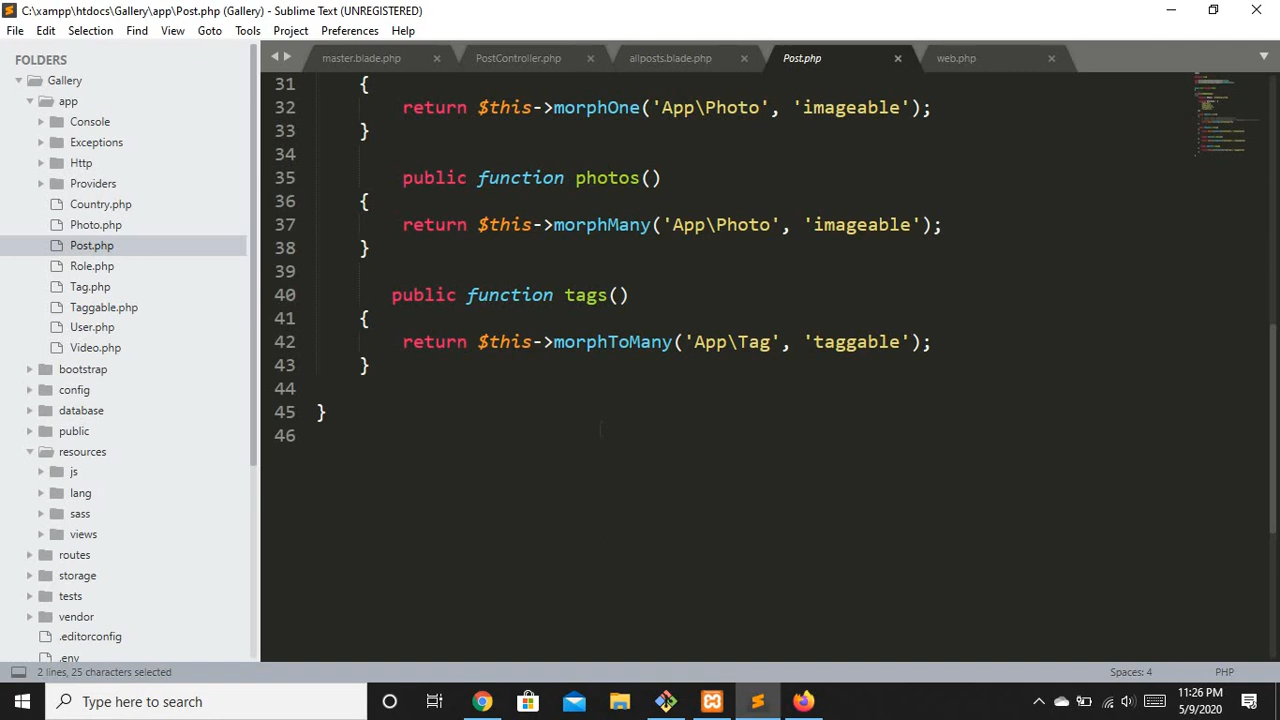 C:\xampp\htdocs\Gallery\app\Post.php (Gallery) - Sublime Text (UNREGISTERED)
File Edit Selection Find View Goto Tools Project Preferences Help
FOLDERS
Gallery
app
Console
Exceptions
Http
Providers
Country.php
Photo.php
Post.php
Role.php
Tag.php
Taggable.php
User.php
Video.php
bootstrap
config
database
public
resources
js
lang
sass
views
routes
storage
tests
vendor
.editorconfig
.env
master.blade.php PostController.php allposts.blade.php Post.php web.php
31 {
32 return $this->morphOne('App\Photo', 'imageable');
33 }
34
35 public function photos()
36 {
37 return $this->morphMany('App\Photo', 'imageable');
38 }
39
40 public function tags()
41 {
42 return $this->morphToMany('App\Tag', 'taggable');
43 }
44
45 }
46
2 lines, 25 characters selected Spaces: 4 PHP
Type here to search
11:26 PM
5/9/2020